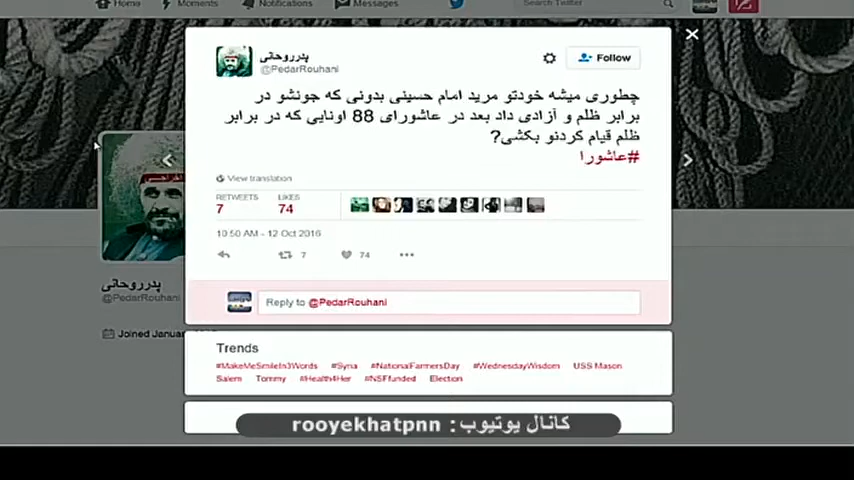 Home Moments Notifications Messages Search Twitter
پدرروحانی
@PedarRouhani
Follow
چطوری میشه خودتو مرید امام حسینی بدونی که جونشو در
برابر ظلم و آزادی داد بعد در عاشورای 88 اونایی که در برابر
ظلم قیام کردنو بکشی?
#عاشورا
View translation
RETWEETS LIKES
7 74
10:50 AM - 12 Oct 2016
7 74
پدرروحانی
@PedarRouhani
Reply to @PedarRouhani
Joined Januar
Trends
#MakeMeSmileIn3Words #Syria #NationalFarmersDay #WednesdayWisdom USS Mason
Salem Tommy #Health4Her #NSFfunded Election
کانال یوتیوب: rooyekhatpnn